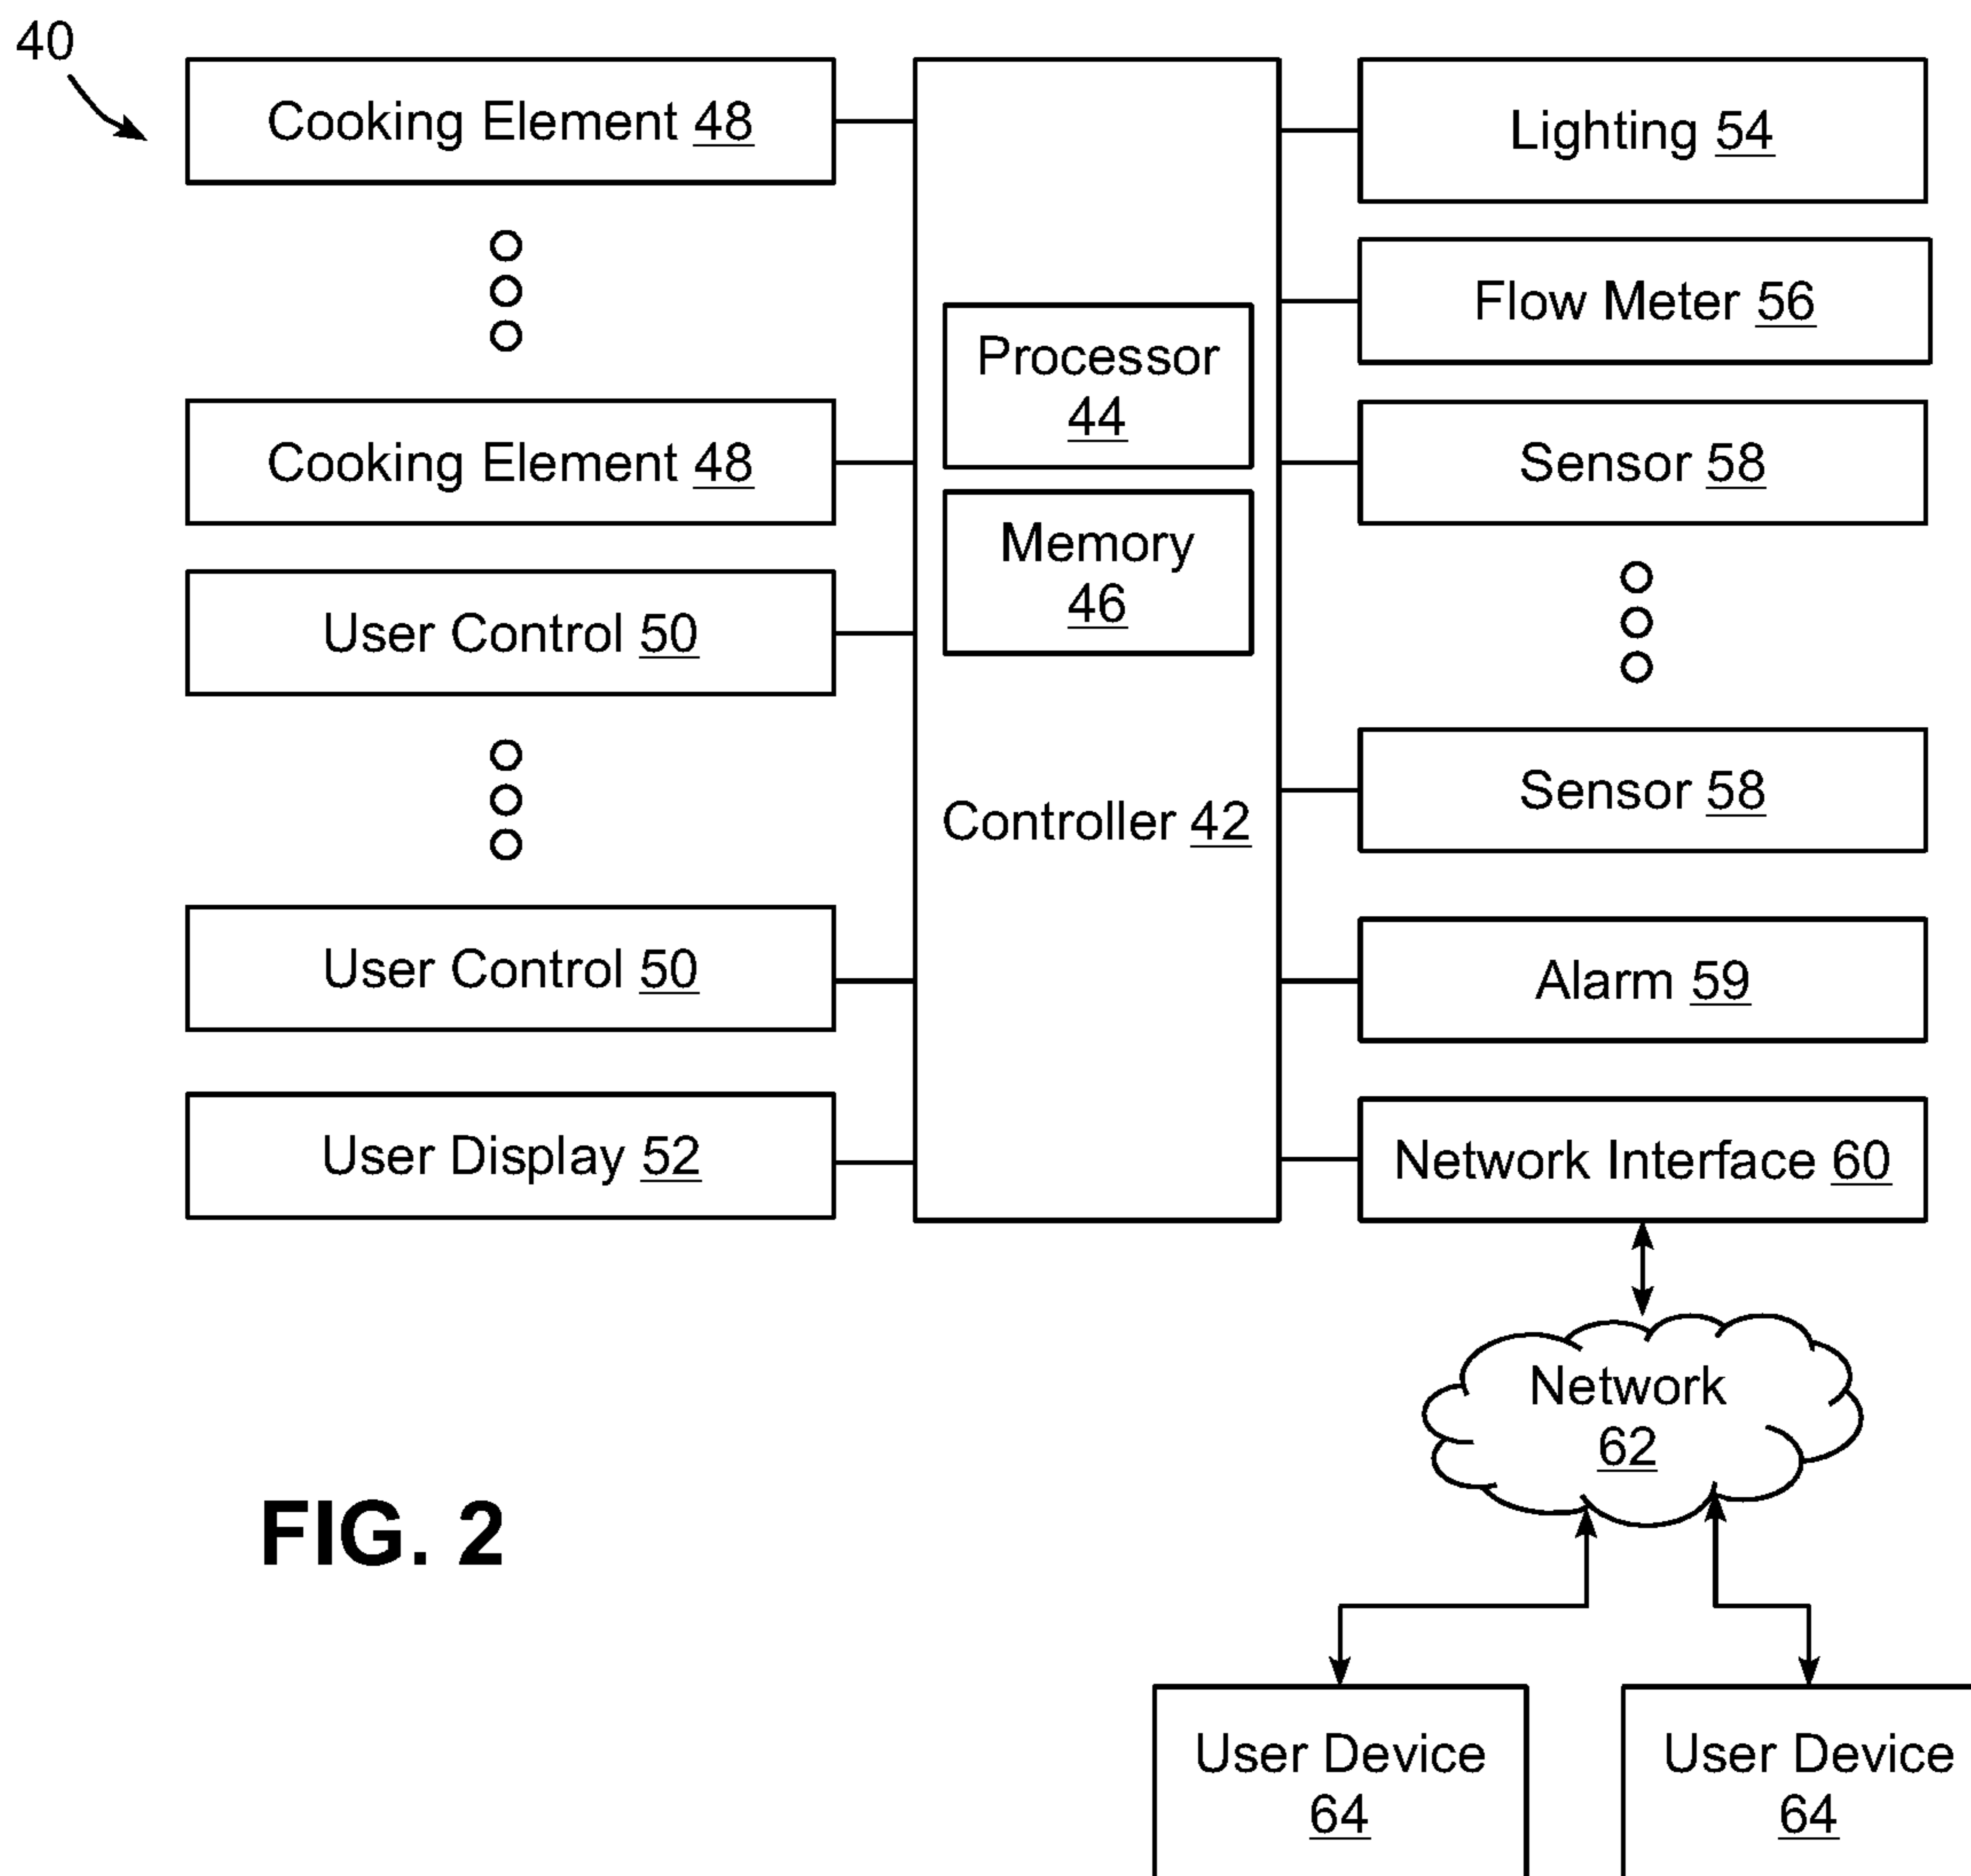 40
Cooking Element 48
Cooking Element 48
User Control 50
User Control 50
User Display 52
Processor
44
Memory
46
Controller 42
Lighting 54
Flow Meter 56
Sensor 58
Sensor 58
Alarm 59
Network Interface 60
Network
62
User Device
64
User Device
64
FIG. 2